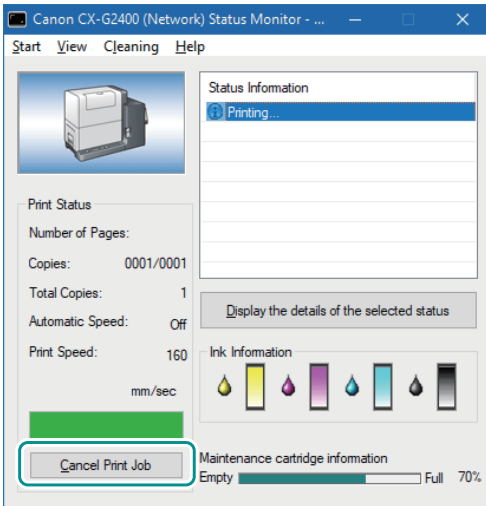 Canon CX-G2400 (Network) Status Monitor - ...
Start View Cleaning Help
Status Information
Printing...
Print Status
Number of Pages:
Copies: 0001/0001
Total Copies: 1
Automatic Speed: Off
Print Speed: 160
mm/sec
Cancel Print Job
Display the details of the selected status
Ink Information
Maintenance cartridge information
Empty Full 70%